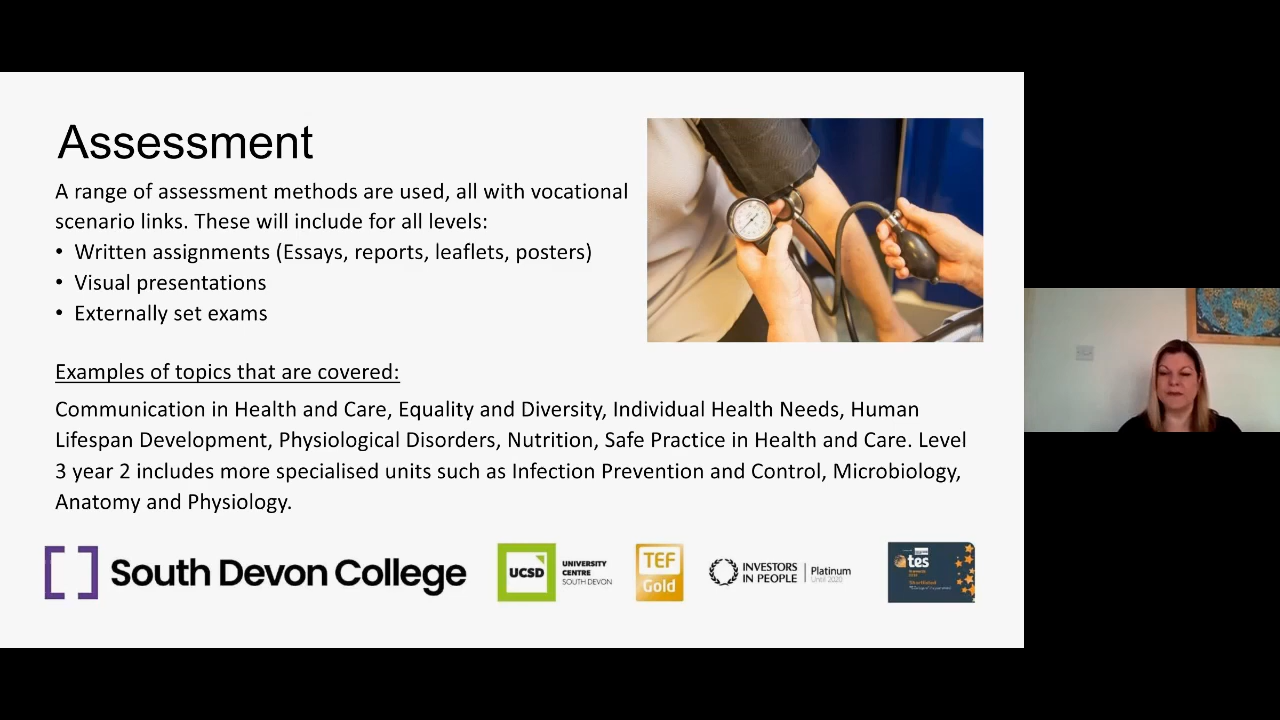 Assessment
A range of assessment methods are used, all with vocational
scenario links. These will include for all levels:
• Written assignments (Essays, reports, leaflets, posters)
• Visual presentations
• Externally set exams
Examples of topics that are covered:
Communication in Health and Care, Equality and Diversity, Individual Health Needs, Human
Lifespan Development, Physiological Disorders, Nutrition, Safe Practice in Health and Care. Level
3 year 2 includes more specialised units such as Infection Prevention and Control, Microbiology,
Anatomy and Physiology.
South Devon College
UCSD
UNIVERSITY
CENTRE
SOUTH DEVON
TEF
Gold
INVESTORS
IN PEOPLE
Platinum
Until 2020
tes